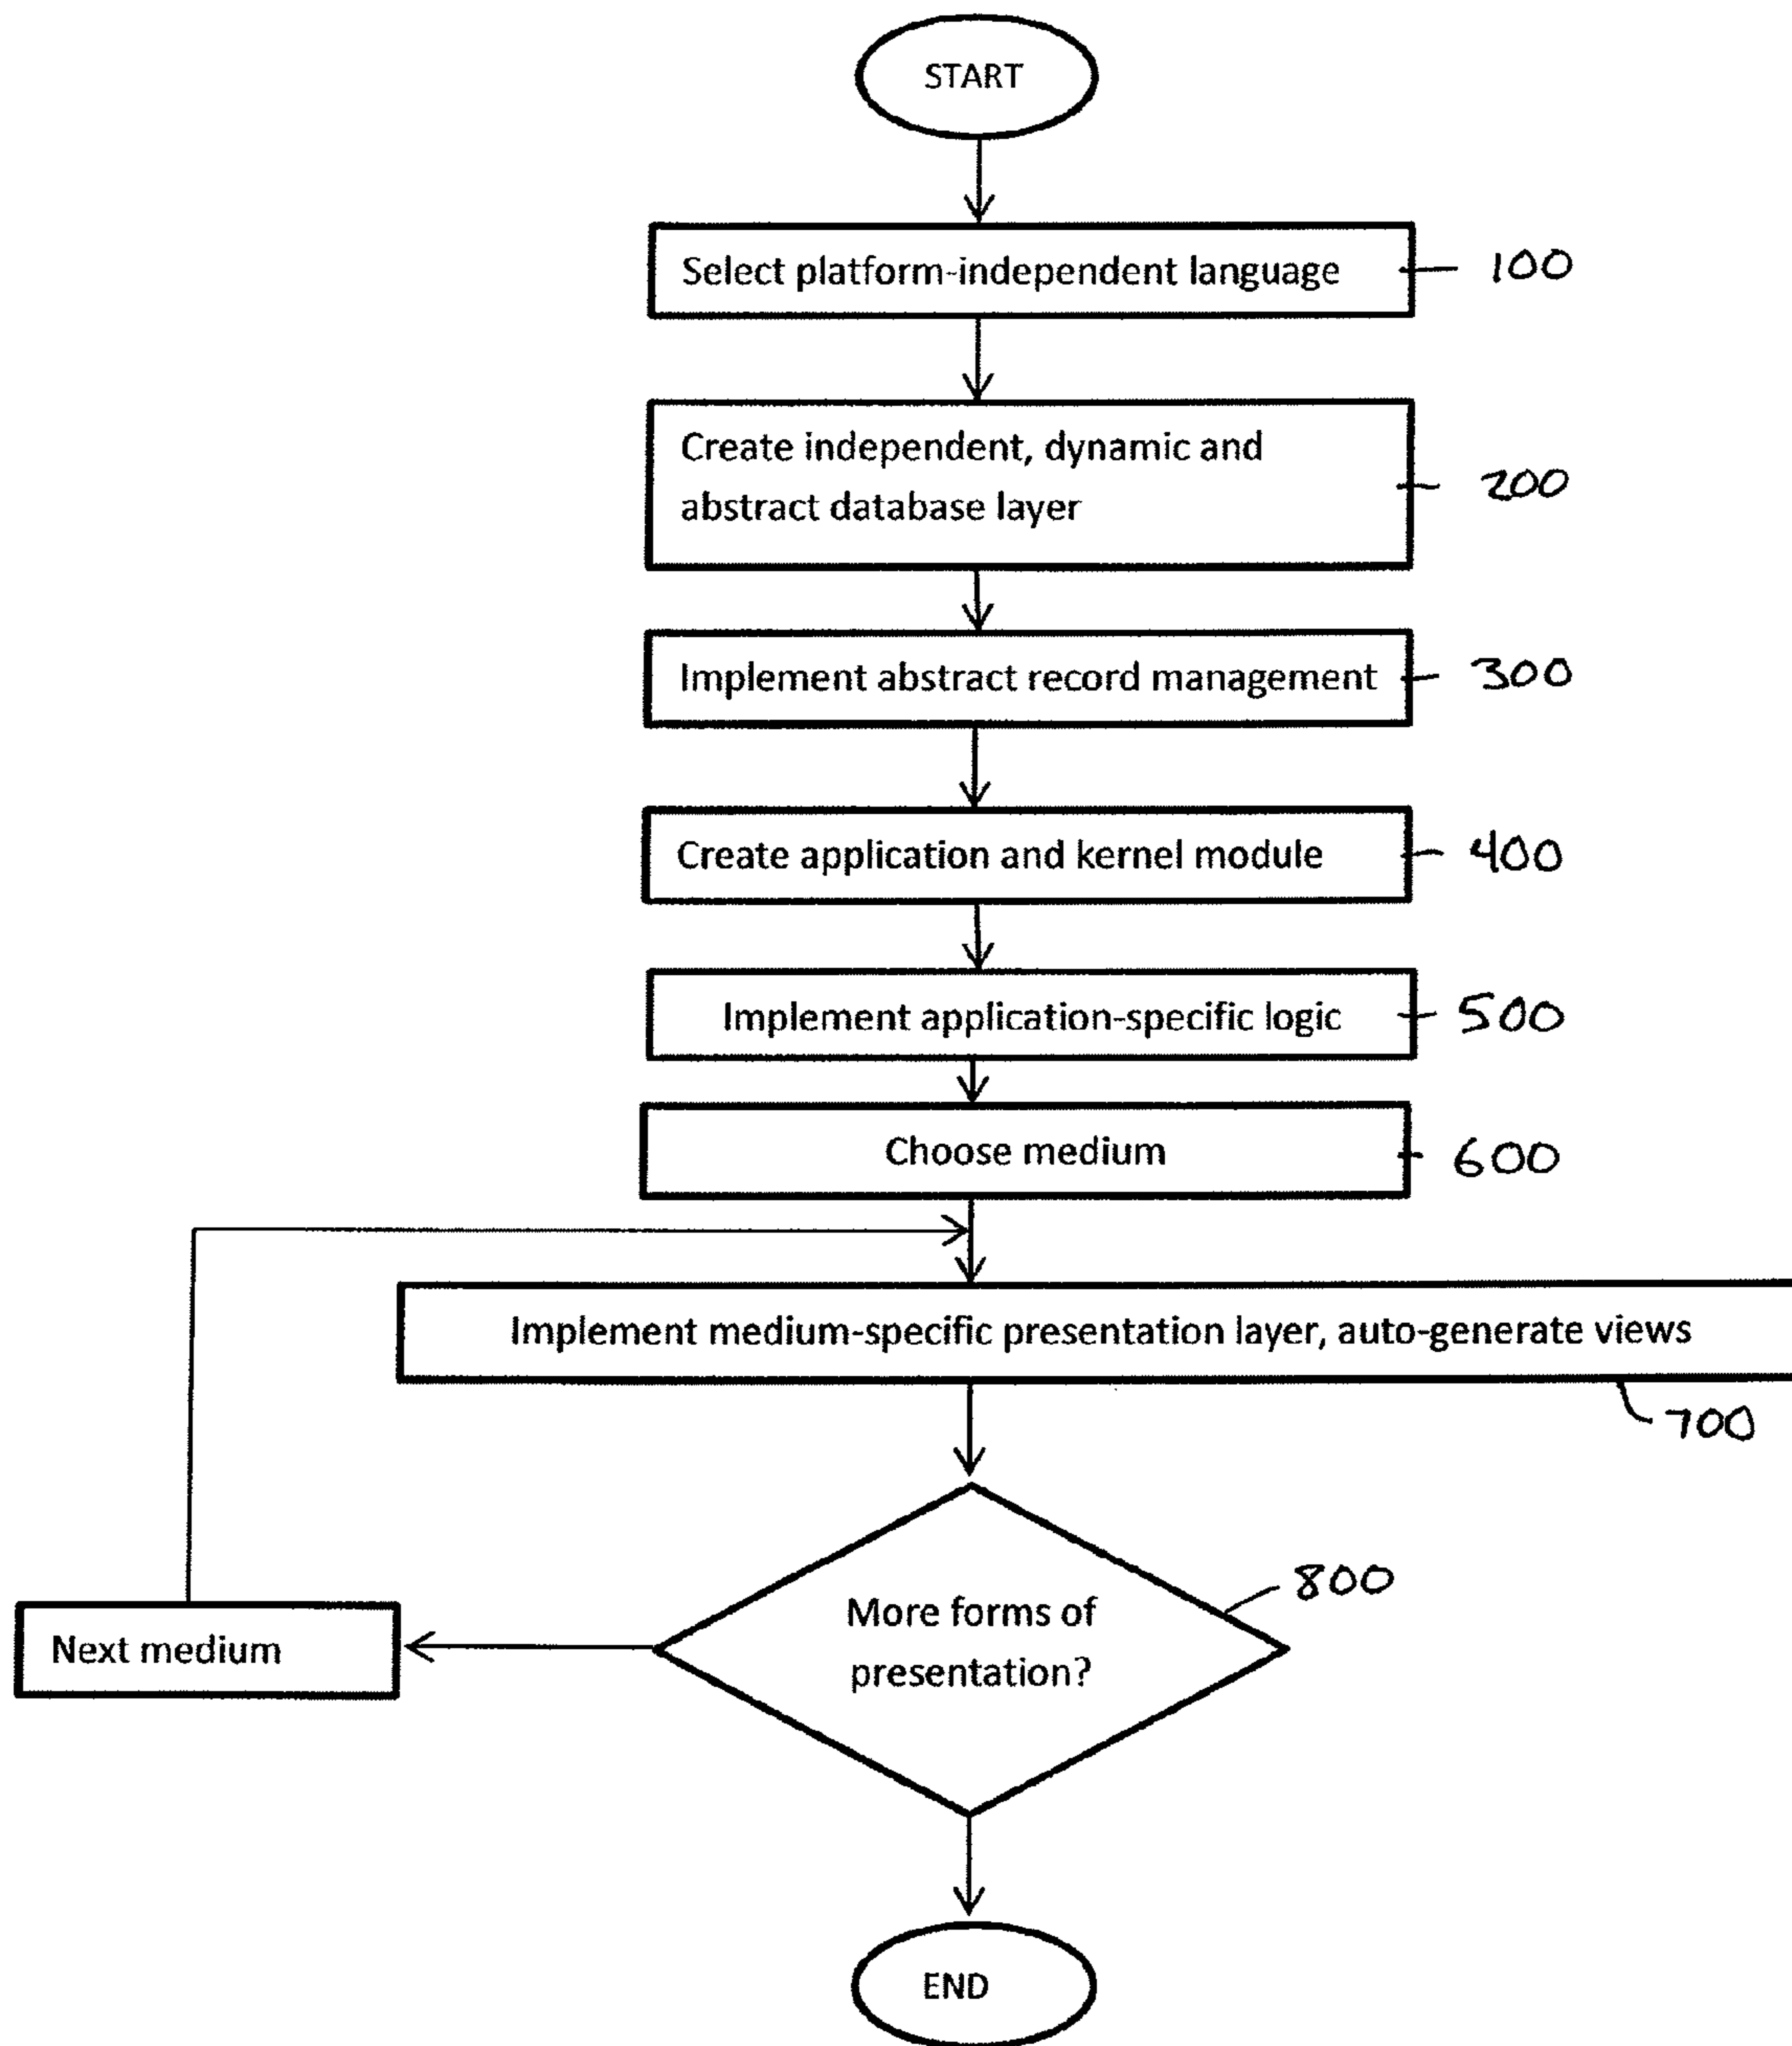 START
Select platform-independent language
100
Create independent, dynamic and
abstract database layer
200
Implement abstract record management
300
Create application and kernel module
400
Implement application-specific logic
500
Choose medium
600
Implement medium-specific presentation layer, auto-generate views
700
More forms of
presentation?
800
Next medium
END